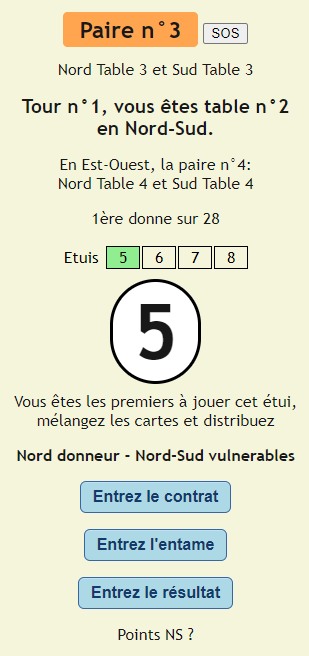 Paire n°3 SOS
Nord Table 3 et Sud Table 3
Tour n°1, vous êtes table n°2
en Nord-Sud.
En Est-Ouest, la paire n°4:
Nord Table 4 et Sud Table 4
1ère donne sur 28
Etuis 5 6 7 8
5
Vous êtes les premiers à jouer cet étui,
mélangez les cartes et distribuez
Nord donneur - Nord-Sud vulnerables
Entrez le contrat
Entrez l'entame
Entrez le résultat
Points NS ?